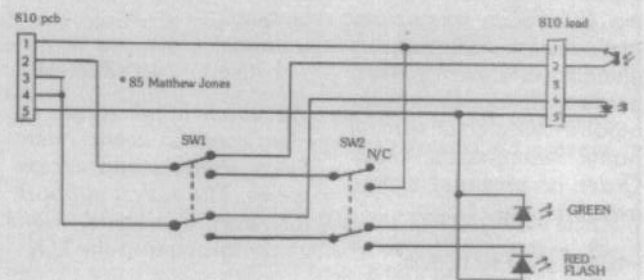 810 pcb
810 lead
1
2
3
4
5
1
2
3
4
5
* 85 Matthew Jones
SW1
SW2
N/C
GREEN
RED
FLASH